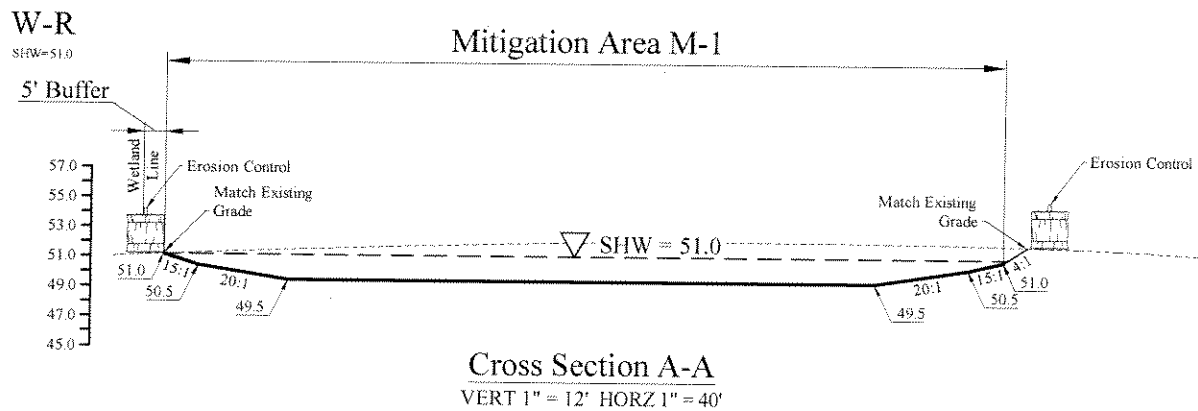 W-R
SHW=51.0
Mitigation Area M-1
5' Buffer
Wetland
Line
Erosion Control
Match Existing
Grade
57.0
55.0
53.0
51.0
49.0
47.0
45.0
SHW = 51.0
Erosion Control
Match Existing
Grade
51.0
15:1
50.5
20:1
49.5
49.5
20:1
50.5
15:1
51.0
4:1
Cross Section A-A
VERT 1" = 12' HORZ 1" = 40'